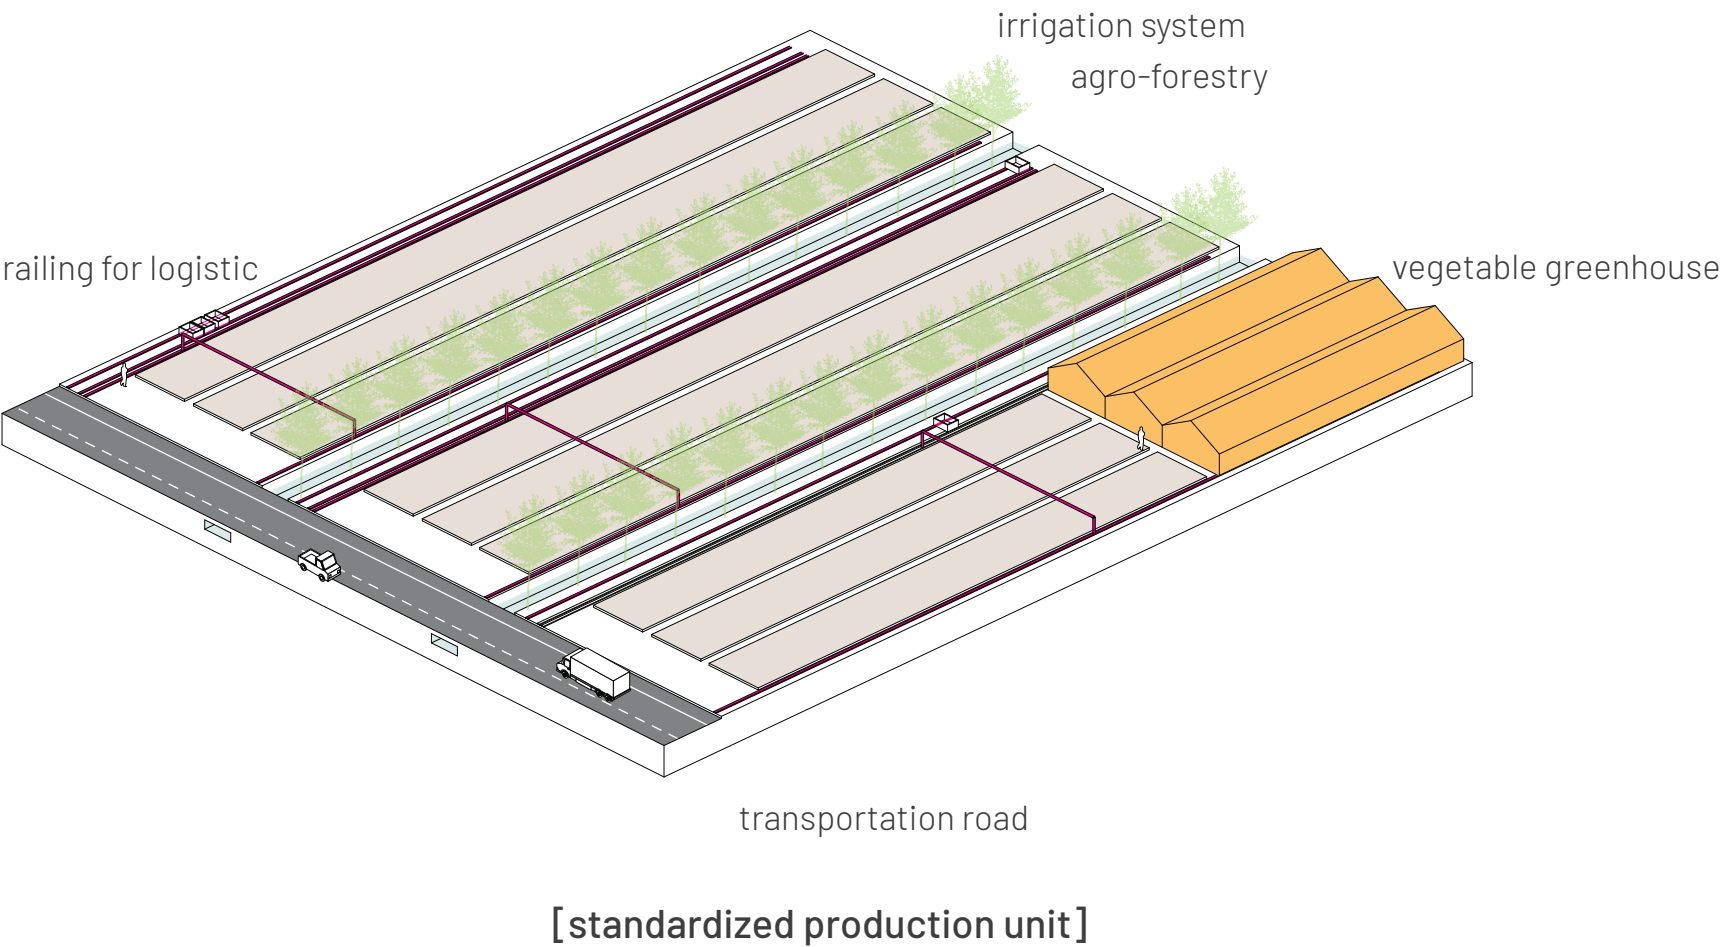 irrigation system
agro-forestry
railing for logistic
vegetable greenhouse
transportation road
[standardized production unit]